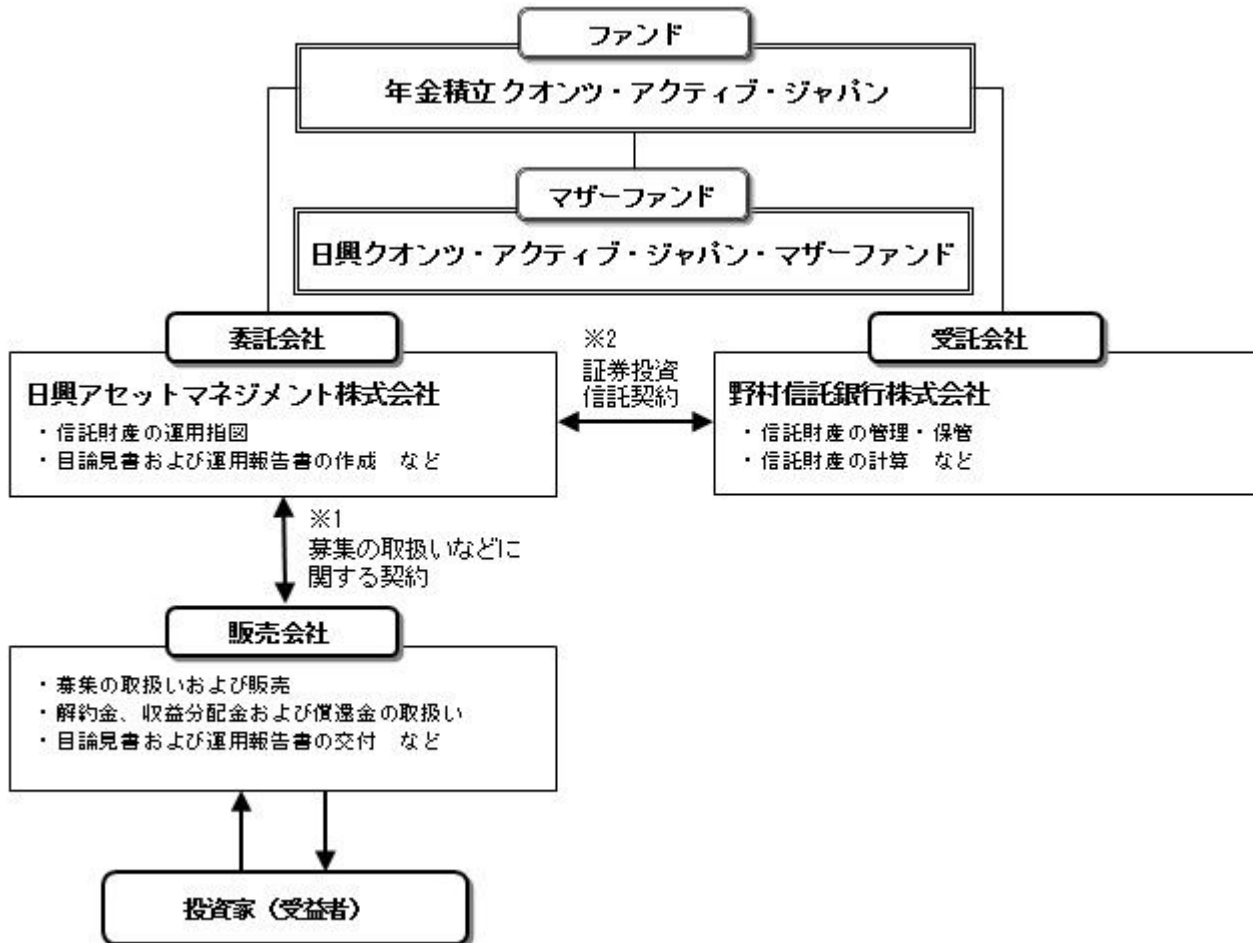 ファンド
年金積立 クオンツ・アクティブ・ジャパン
マザーファンド
日興クオンツ・アクティブ・ジャパン・マザーファンド
委託会社
日興アセットマネジメント株式会社
・信託財産の運用指図
・目論見書および運用報告書の作成　など
※2
証券投資
信託契約
受託会社
野村信託銀行株式会社
・信託財産の管理・保管
・信託財産の計算　など
※1
募集の取扱いなどに
関する契約
販売会社
・募集の取扱いおよび販売
・解約金、収益分配金および償還金の取扱い
・目論見書および運用報告書の交付　など
投資家（受益者）